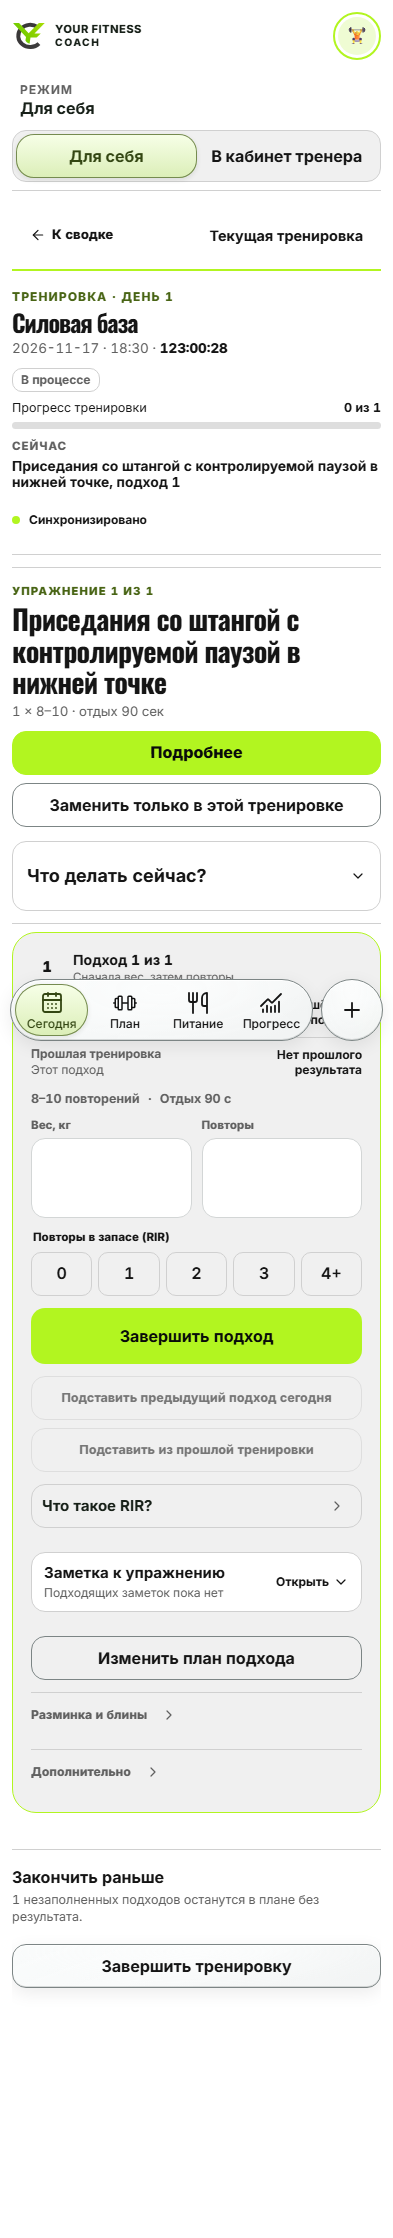 YOUR FITNESS
COACH
РЕЖИМ
Для себя
Для себя
В кабинет тренера
← К сводке
Текущая тренировка
ТРЕНИРОВКА · ДЕНЬ 1
Силовая база
2026-11-17 · 18:30 · 123:00:28
В процессе
Прогресс тренировки
0 из 1
СЕЙЧАС
Приседания со штангой с контролируемой паузой в
нижней точке, подход 1
Синхронизировано
УПРАЖНЕНИЕ 1 ИЗ 1
Приседания со штангой с
контролируемой паузой в
нижней точке
1 × 8–10 · отдых 90 сек
Подробнее
Заменить только в этой тренировке
Что делать сейчас?
1
Подход 1 из 1
Сначала вес, затем повторы
Сегодня
План
Питание
Прогресс
Прошлая тренировка
Этот подход
Нет прошлого
результата
8–10 повторений · Отдых 90 с
Вес, кг
Повторы
Повторы в запасе (RIR)
0
1
2
3
4+
Завершить подход
Подставить предыдущий подход сегодня
Подставить из прошлой тренировки
Что такое RIR?
Заметка к упражнению
Подходящих заметок пока нет
Открыть
Изменить план подхода
Разминка и блины
Дополнительно
Закончить раньше
1 незаполненных подходов останутся в плане без
результата.
Завершить тренировку